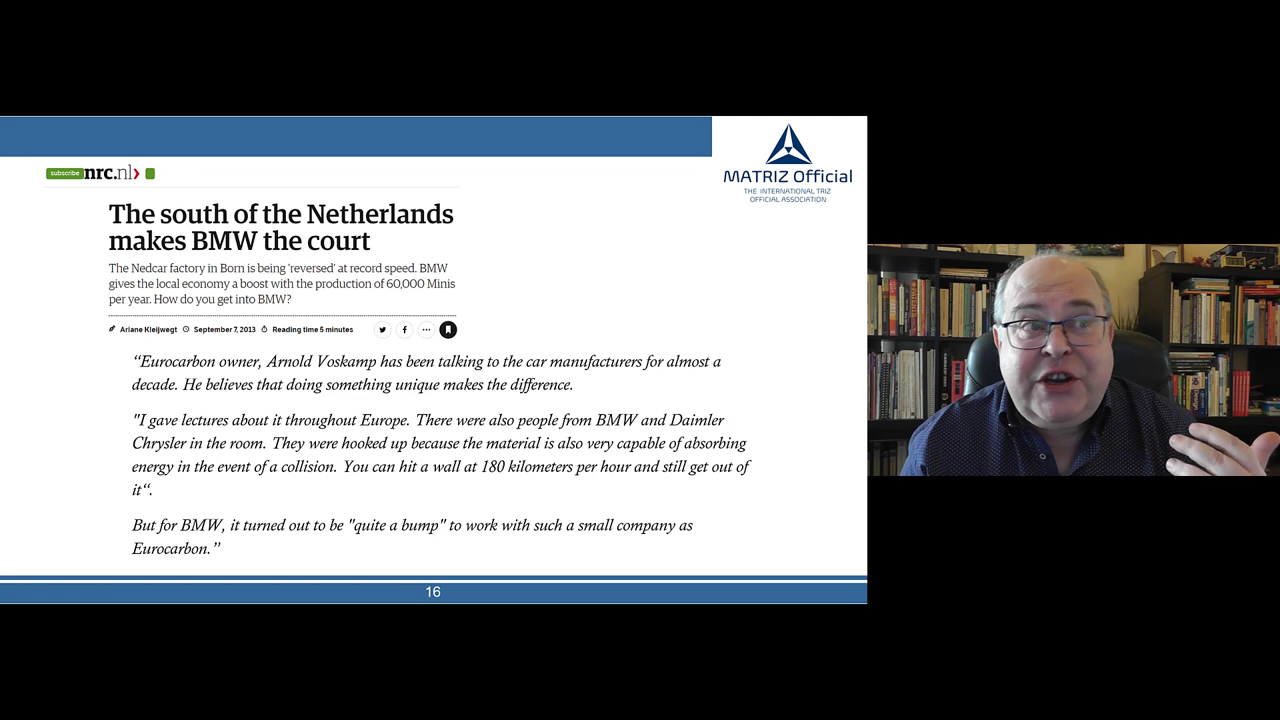 subscribe nrc.nl
MATRIZ Official
THE INTERNATIONAL TRIZ
OFFICIAL ASSOCIATION
The south of the Netherlands
makes BMW the court
The Nedcar factory in Born is being 'reversed' at record speed. BMW
gives the local economy a boost with the production of 60,000 Minis
per year. How do you get into BMW?
Ariane Kleijwegt September 7, 2013 Reading time 5 minutes
“Eurocarbon owner, Arnold Voskamp has been talking to the car manufacturers for almost a
decade. He believes that doing something unique makes the difference.
"I gave lectures about it throughout Europe. There were also people from BMW and Daimler
Chrysler in the room. They were hooked up because the material is also very capable of absorbing
energy in the event of a collision. You can hit a wall at 180 kilometers per hour and still get out of
it“.
But for BMW, it turned out to be "quite a bump" to work with such a small company as
Eurocarbon.”
16